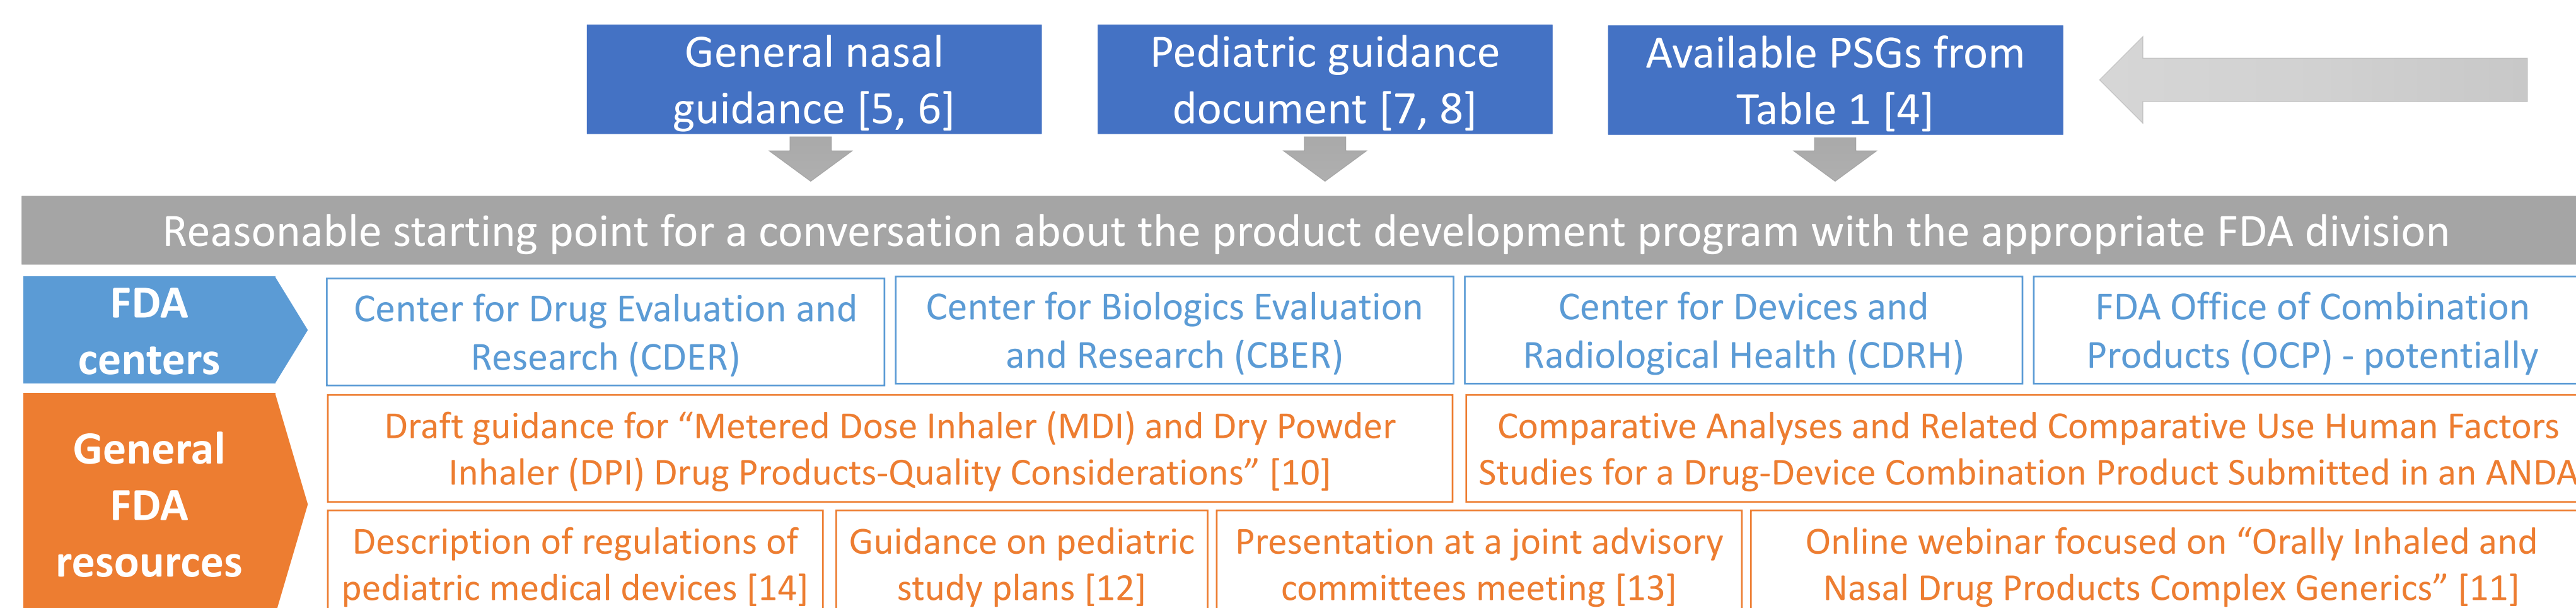 General nasal
guidance [5, 6]
Pediatric guidance
document [7, 8]
Available PSGs from
Table 1 [4]
Reasonable starting point for a conversation about the product development program with the appropriate FDA division
FDA
centers
Center for Drug Evaluation and
Research (CDER)
Center for Biologics Evaluation
and Research (CBER)
Center for Devices and
Radiological Health (CDRH)
FDA Office of Combination
Products (OCP) - potentially
General
FDA
resources
Draft guidance for “Metered Dose Inhaler (MDI) and Dry Powder
Inhaler (DPI) Drug Products-Quality Considerations” [10]
Comparative Analyses and Related Comparative Use Human Factors
Studies for a Drug-Device Combination Product Submitted in an ANDA
Description of regulations of
pediatric medical devices [14]
Guidance on pediatric
study plans [12]
Presentation at a joint advisory
committees meeting [13]
Online webinar focused on “Orally Inhaled and
Nasal Drug Products Complex Generics” [11]